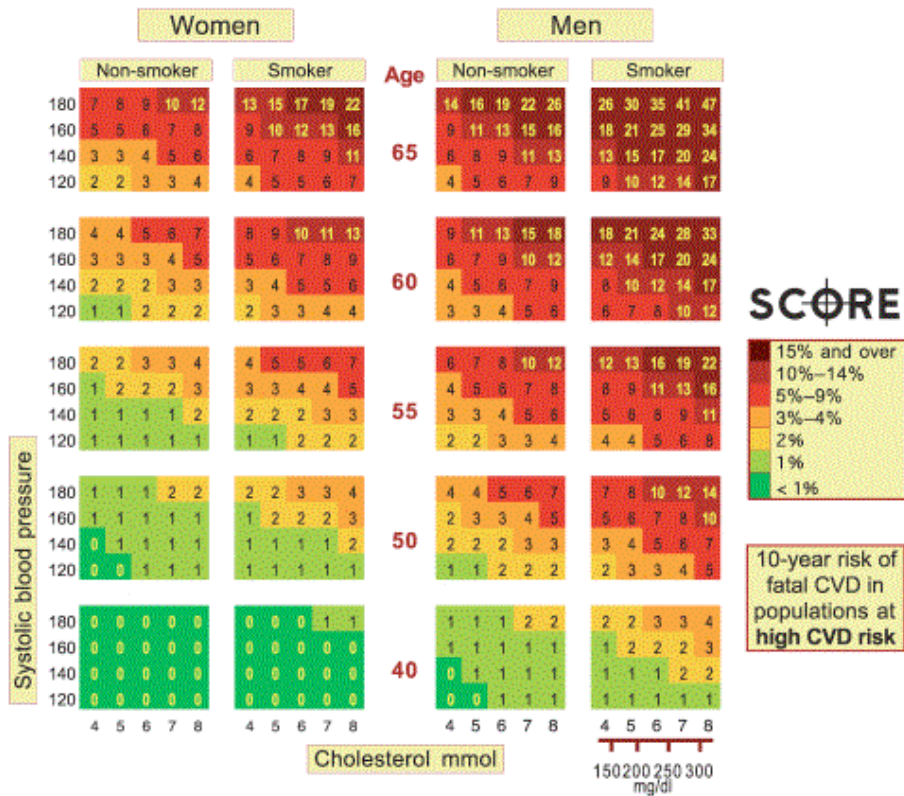 Women Men
Non-smoker Smoker Age Non-smoker Smoker
180 7 8 9 10 12 13 15 17 19 22 14 16 19 22 26 26 30 35 41 47
160 5 5 6 7 8 9 10 12 13 16 9 11 13 15 16 18 21 25 29 34
65
140 3 3 4 5 6 6 7 8 9 11 6 8 9 11 13 13 15 17 20 24
120 2 2 3 3 4 4 5 5 6 7 4 5 6 7 9 9 10 12 14 17
180 4 4 5 6 7 8 9 10 11 13 9 11 13 15 18 18 21 24 28 33
160 3 3 3 4 5 5 6 7 8 9 6 7 9 10 12 12 14 17 20 24
60
140 2 2 2 3 3 3 4 5 5 6 4 5 6 7 9 8 10 12 14 17
120 1 1 2 2 2 2 3 3 4 4 3 3 4 5 6 6 7 8 10 12
180 2 2 3 3 4 4 5 5 6 7 6 7 8 10 12 12 13 16 19 22
160 1 2 2 2 3 3 3 4 4 5 4 5 6 7 8 8 9 11 13 16
55
140 1 1 1 1 2 2 2 2 3 3 3 3 4 5 6 5 6 8 9 11
120 1 1 1 1 1 1 1 2 2 2 2 2 3 3 4 4 4 5 6 8
180 1 1 1 2 2 2 2 3 3 4 4 4 5 6 7 7 8 10 12 14
160 1 1 1 1 1 1 2 2 2 3 2 3 3 4 5 5 6 7 8 10
50
140 0 1 1 1 1 1 1 1 1 2 2 2 2 3 3 3 4 5 6 7
120 0 0 1 1 1 1 1 1 1 1 1 1 2 2 2 2 3 3 4 5
180 0 0 0 0 0 0 0 0 1 1 1 1 1 2 2 2 2 3 3 4
160 0 0 0 0 0 0 0 0 0 0 1 1 1 1 1 1 2 2 2 3
40
140 0 0 0 0 0 0 0 0 0 0 0 1 1 1 1 1 1 1 2 2
120 0 0 0 0 0 0 0 0 0 0 0 0 1 1 1 1 1 1 1 1
4 5 6 7 8 4 5 6 7 8 4 5 6 7 8 4 5 6 7 8
Systolic blood pressure
Cholesterol mmol
150 200 250 300
mg/dl
SCORE
15% and over
10%–14%
5%–9%
3%–4%
2%
1%
< 1%
10-year risk of
fatal CVD in
populations at
high CVD risk